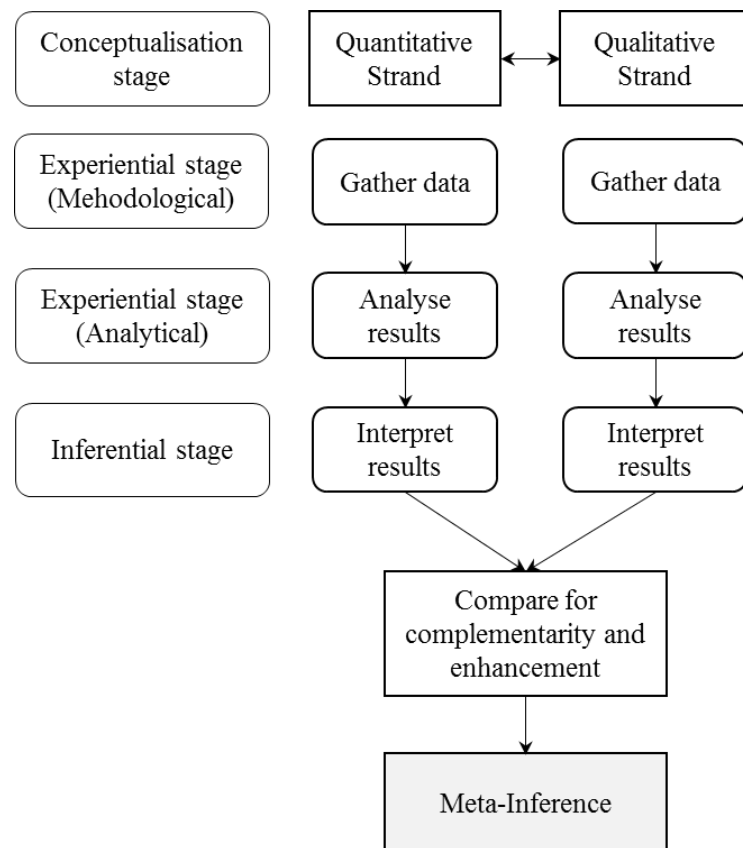 Conceptualisation
stage
Quantitative
Strand
Qualitative
Strand
Experiential stage
(Mehodological)
Gather data
Gather data
Experiential stage
(Analytical)
Analyse
results
Analyse
results
Inferential stage
Interpret
results
Interpret
results
Compare for
complementarity and
enhancement
Meta-Inference